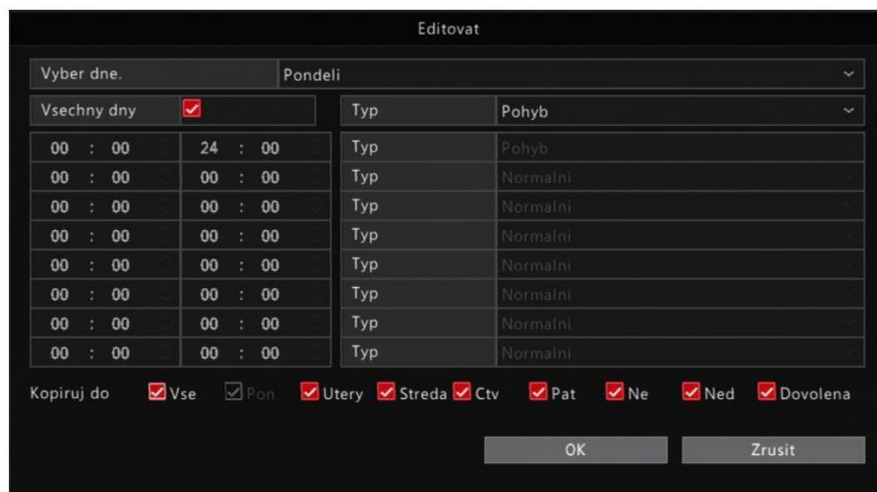 Editovat
Vyber dne. Pondeli
Vsechny dny Typ Pohyb
00 : 00 24 : 00 Typ Pohyb
00 : 00 00 : 00 Typ Normalni
00 : 00 00 : 00 Typ Normalni
00 : 00 00 : 00 Typ Normalni
00 : 00 00 : 00 Typ Normalni
00 : 00 00 : 00 Typ Normalni
00 : 00 00 : 00 Typ Normalni
00 : 00 00 : 00 Typ Normalni
Kopiruj do Vse Pon Utery Streda Ctv Pat Ne Ned Dovolena
OK Zrusit